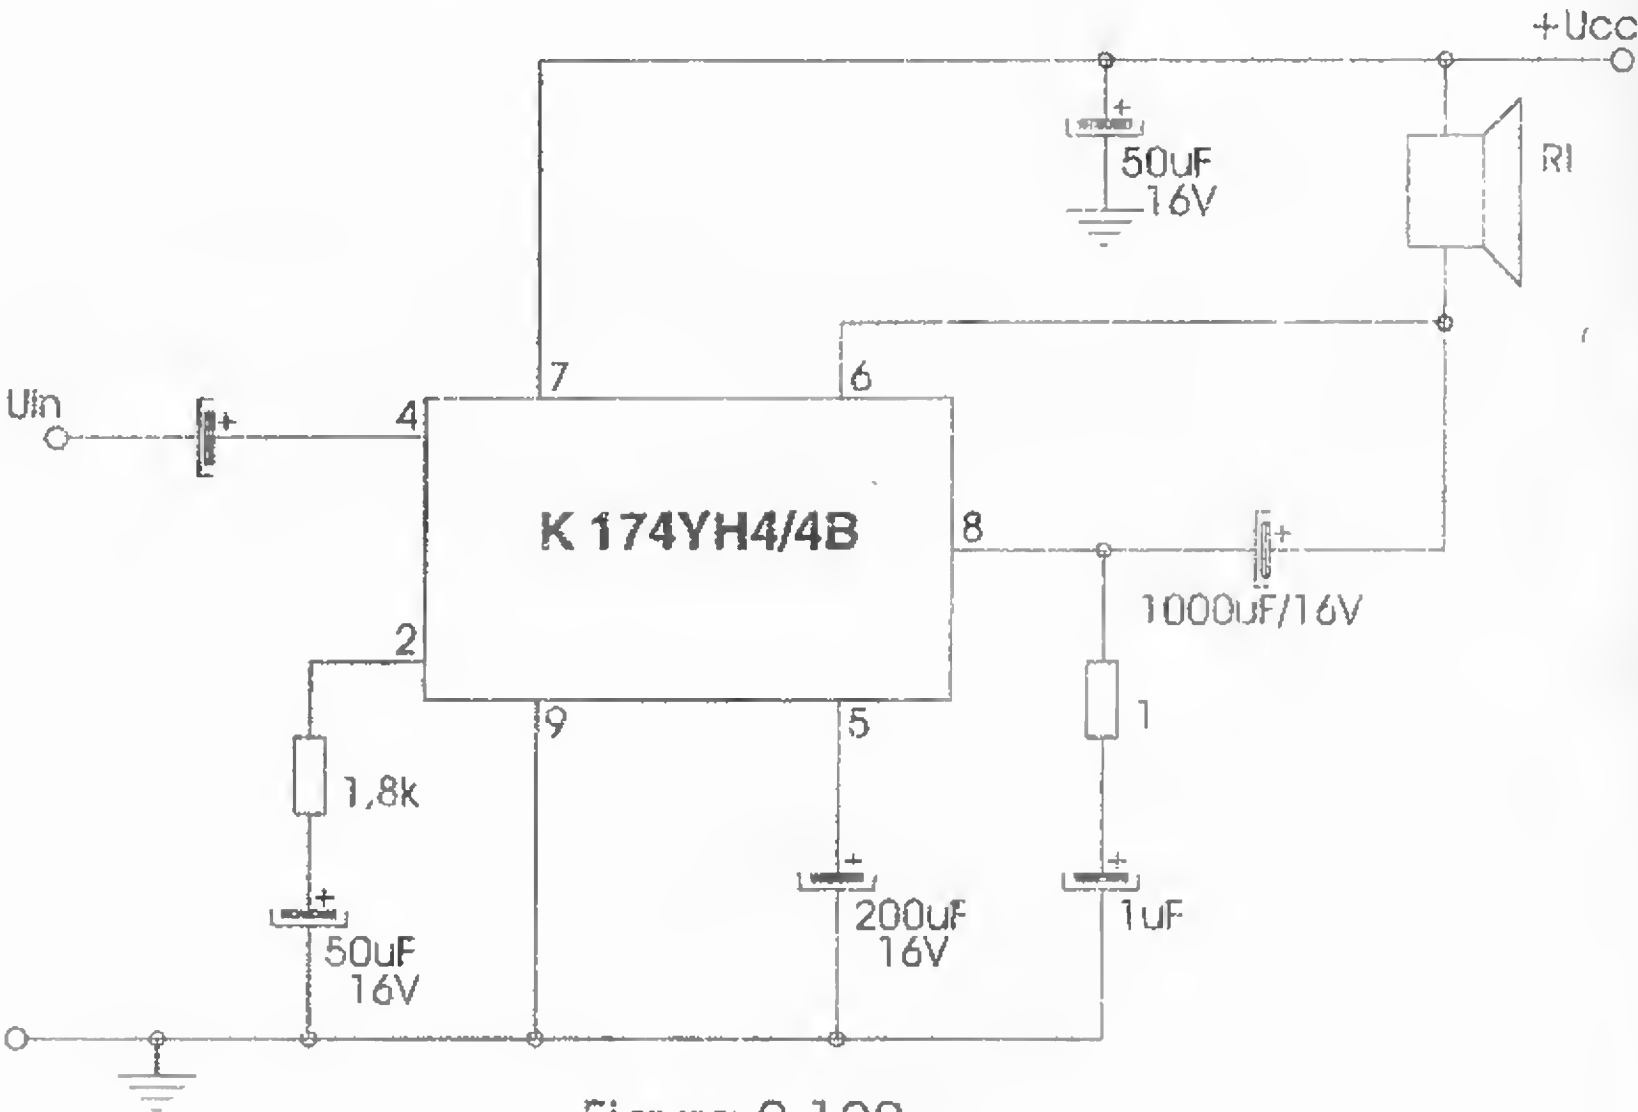 +Ucc
+
50uF
16V
Rl
7
6
Uin
+
4
K 174YH4/4B
8
+
1000uF/16V
2
9
5
1
1,8k
+
+
200uF
16V
1uF
+
50uF
16V